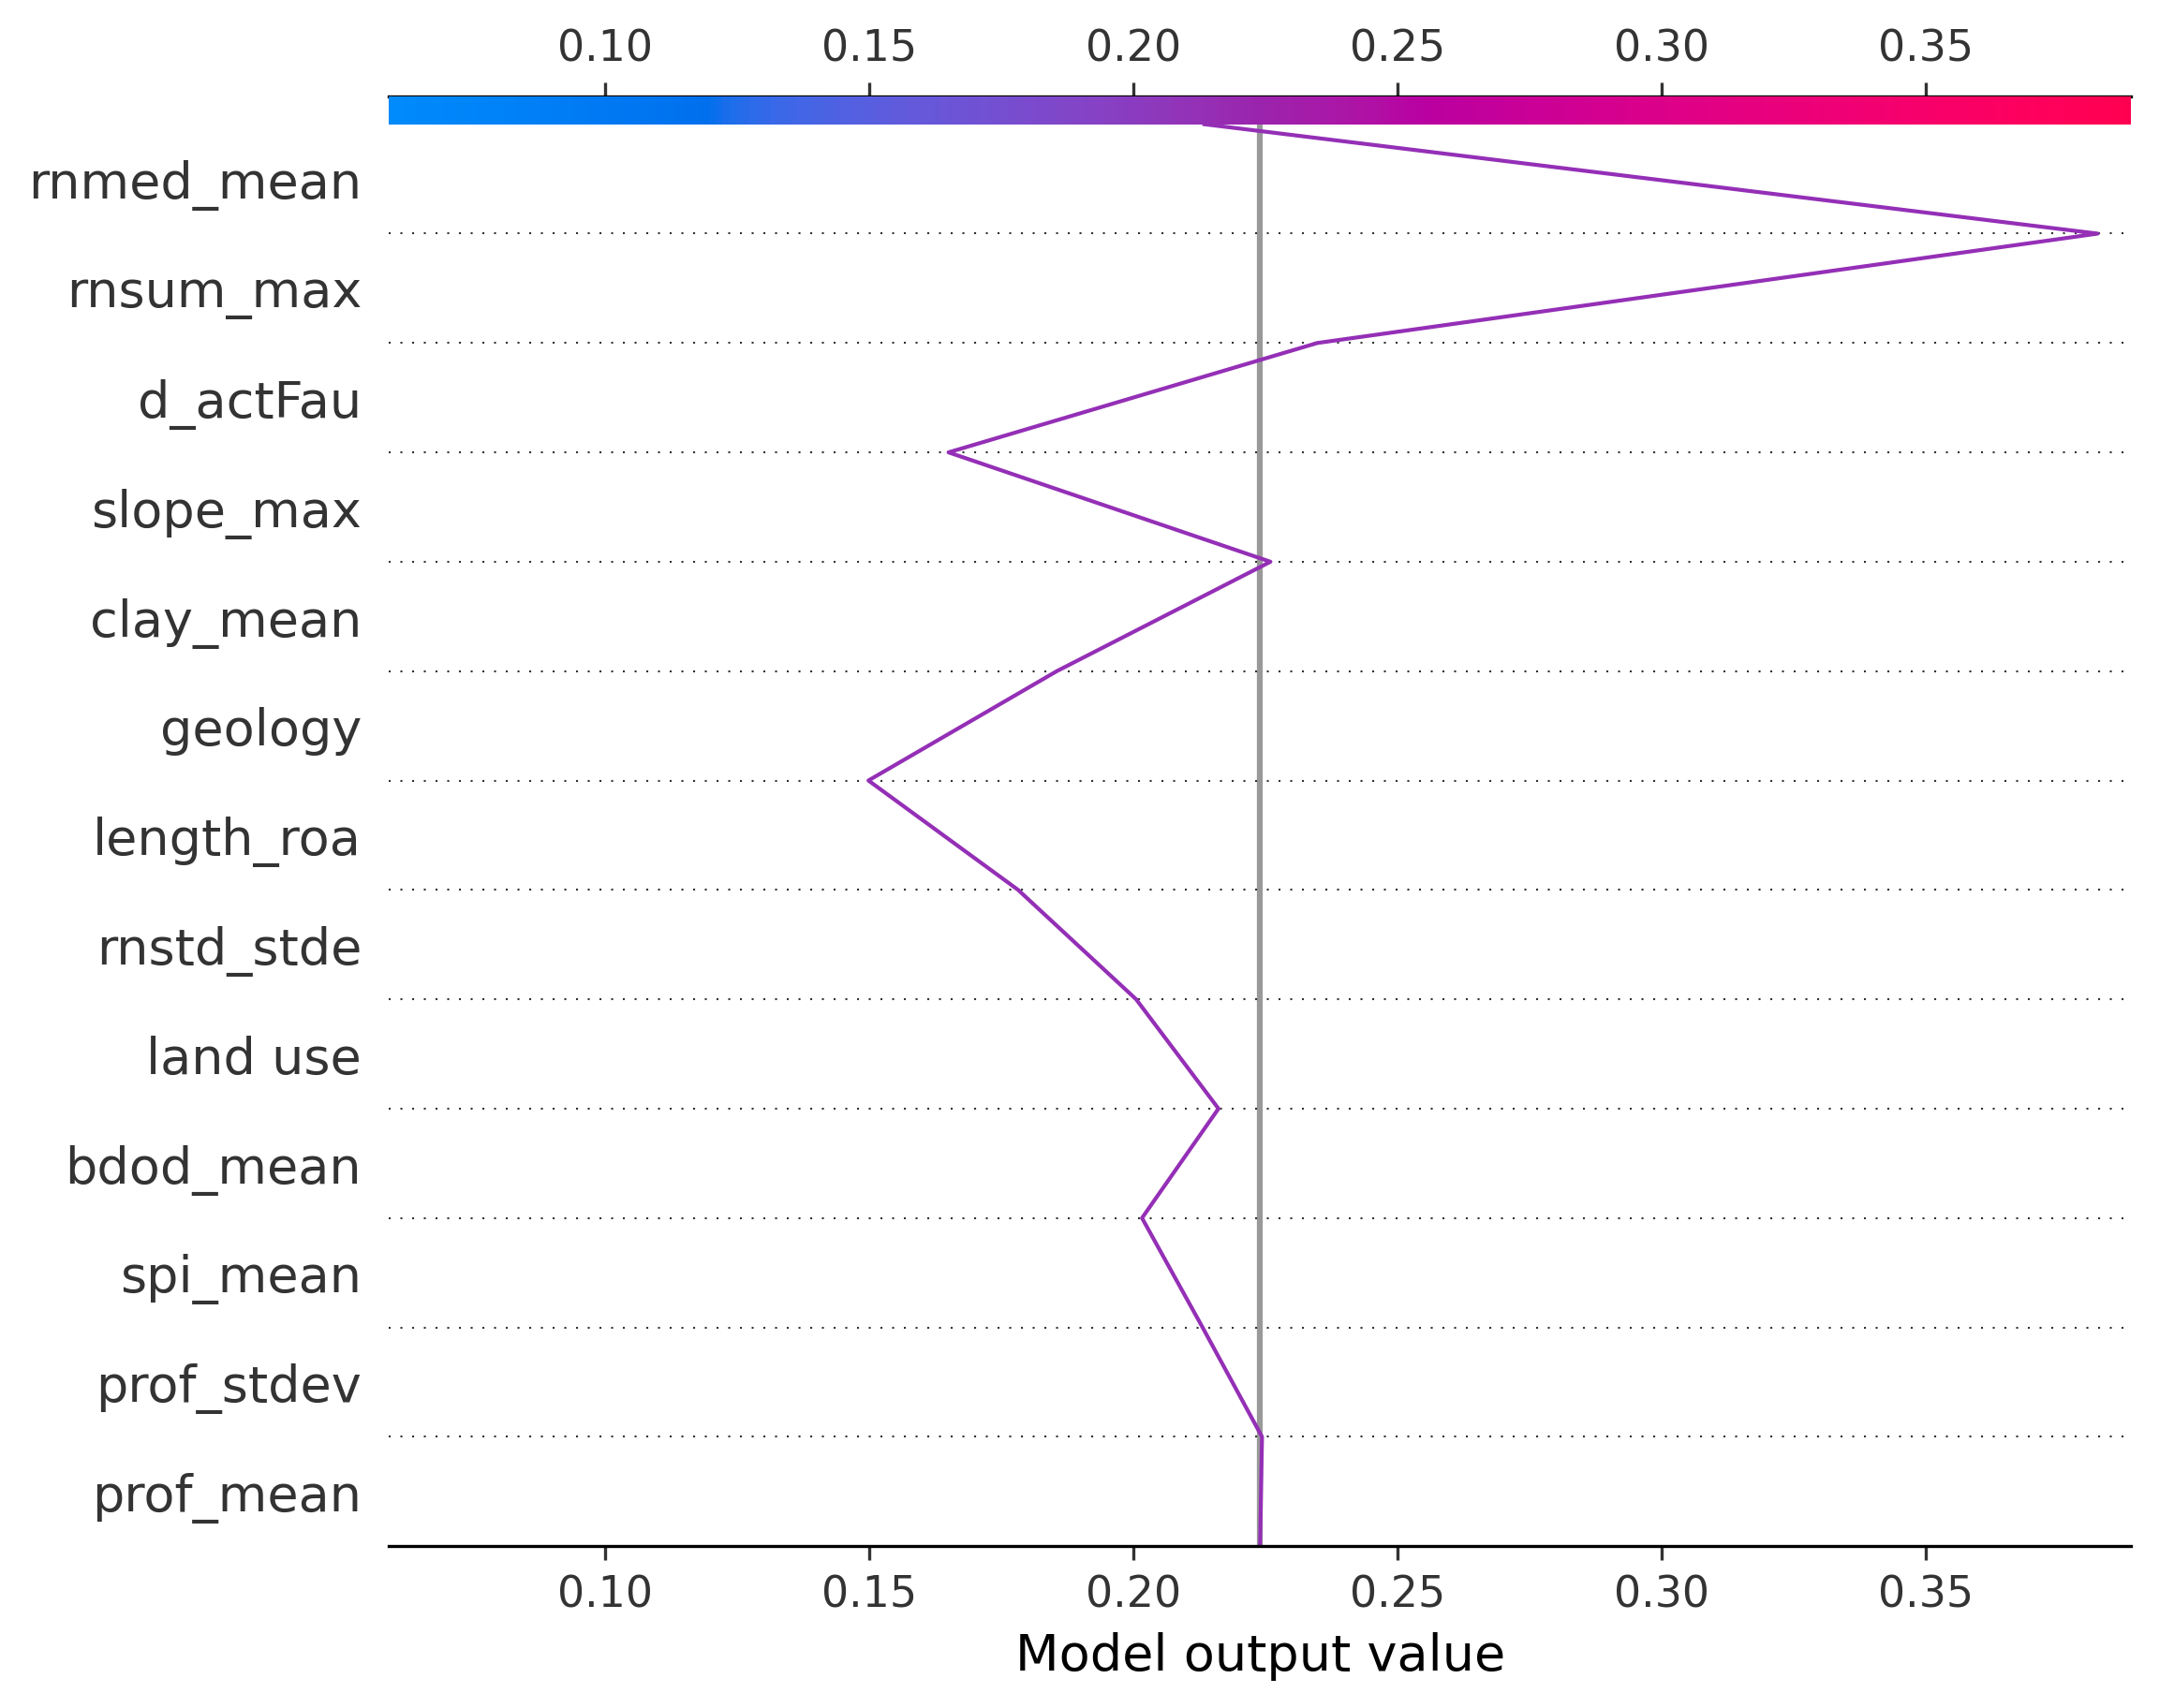 0.10 0.15 0.20 0.25 0.30 0.35
rnmed_mean
rnsum_max
d_actFau
slope_max
clay_mean
geology
length_roa
rnstd_stde
land use
bdod_mean
spi_mean
prof_stdev
prof_mean
0.10 0.15 0.20 0.25 0.30 0.35
Model output value